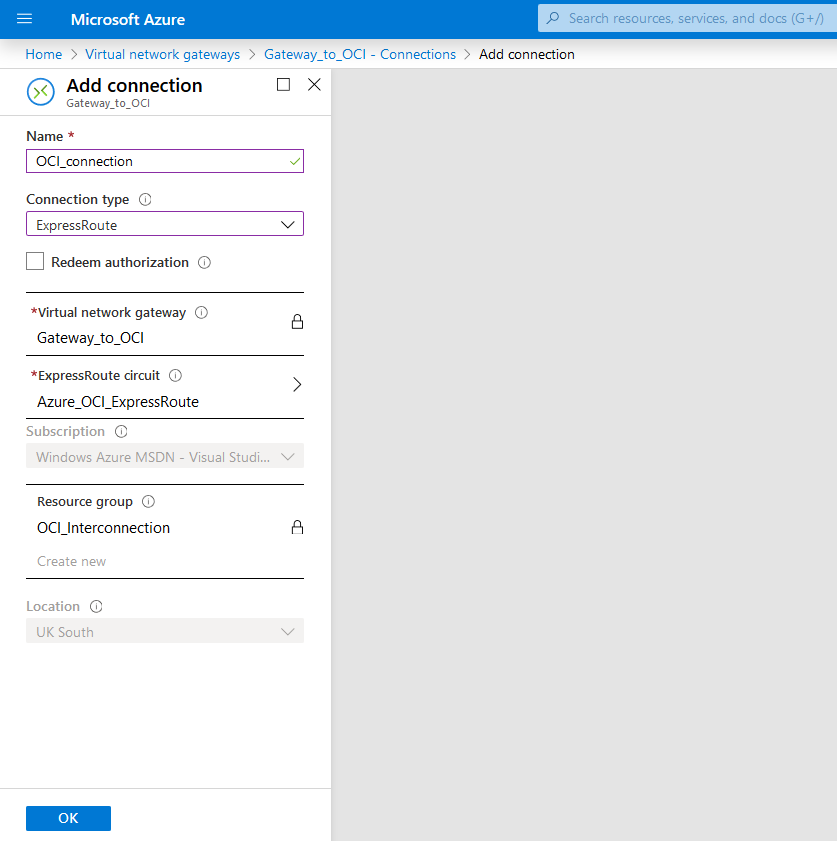 Microsoft Azure
Search resources, services, and docs (G+/)
Home > Virtual network gateways > Gateway_to_OCI - Connections > Add connection
Add connection
Gateway_to_OCI
Name *
OCI_connection
Connection type
ExpressRoute
Redeem authorization
*Virtual network gateway
Gateway_to_OCI
*ExpressRoute circuit
Azure_OCI_ExpressRoute
Subscription
Windows Azure MSDN - Visual Studi...
Resource group
OCI_Interconnection
Create new
Location
UK South
OK